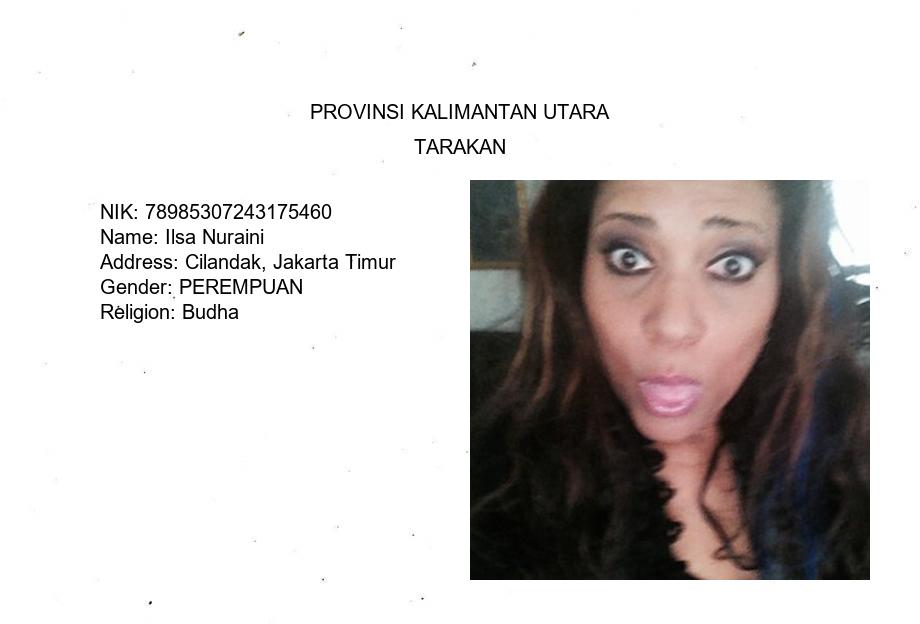 PROVINSI KALIMANTAN UTARA
TARAKAN
NIK: 78985307243175460
Name: Ilsa Nuraini
Address: Cilandak, Jakarta Timur
Gender: PEREMPUAN
Religion: Budha